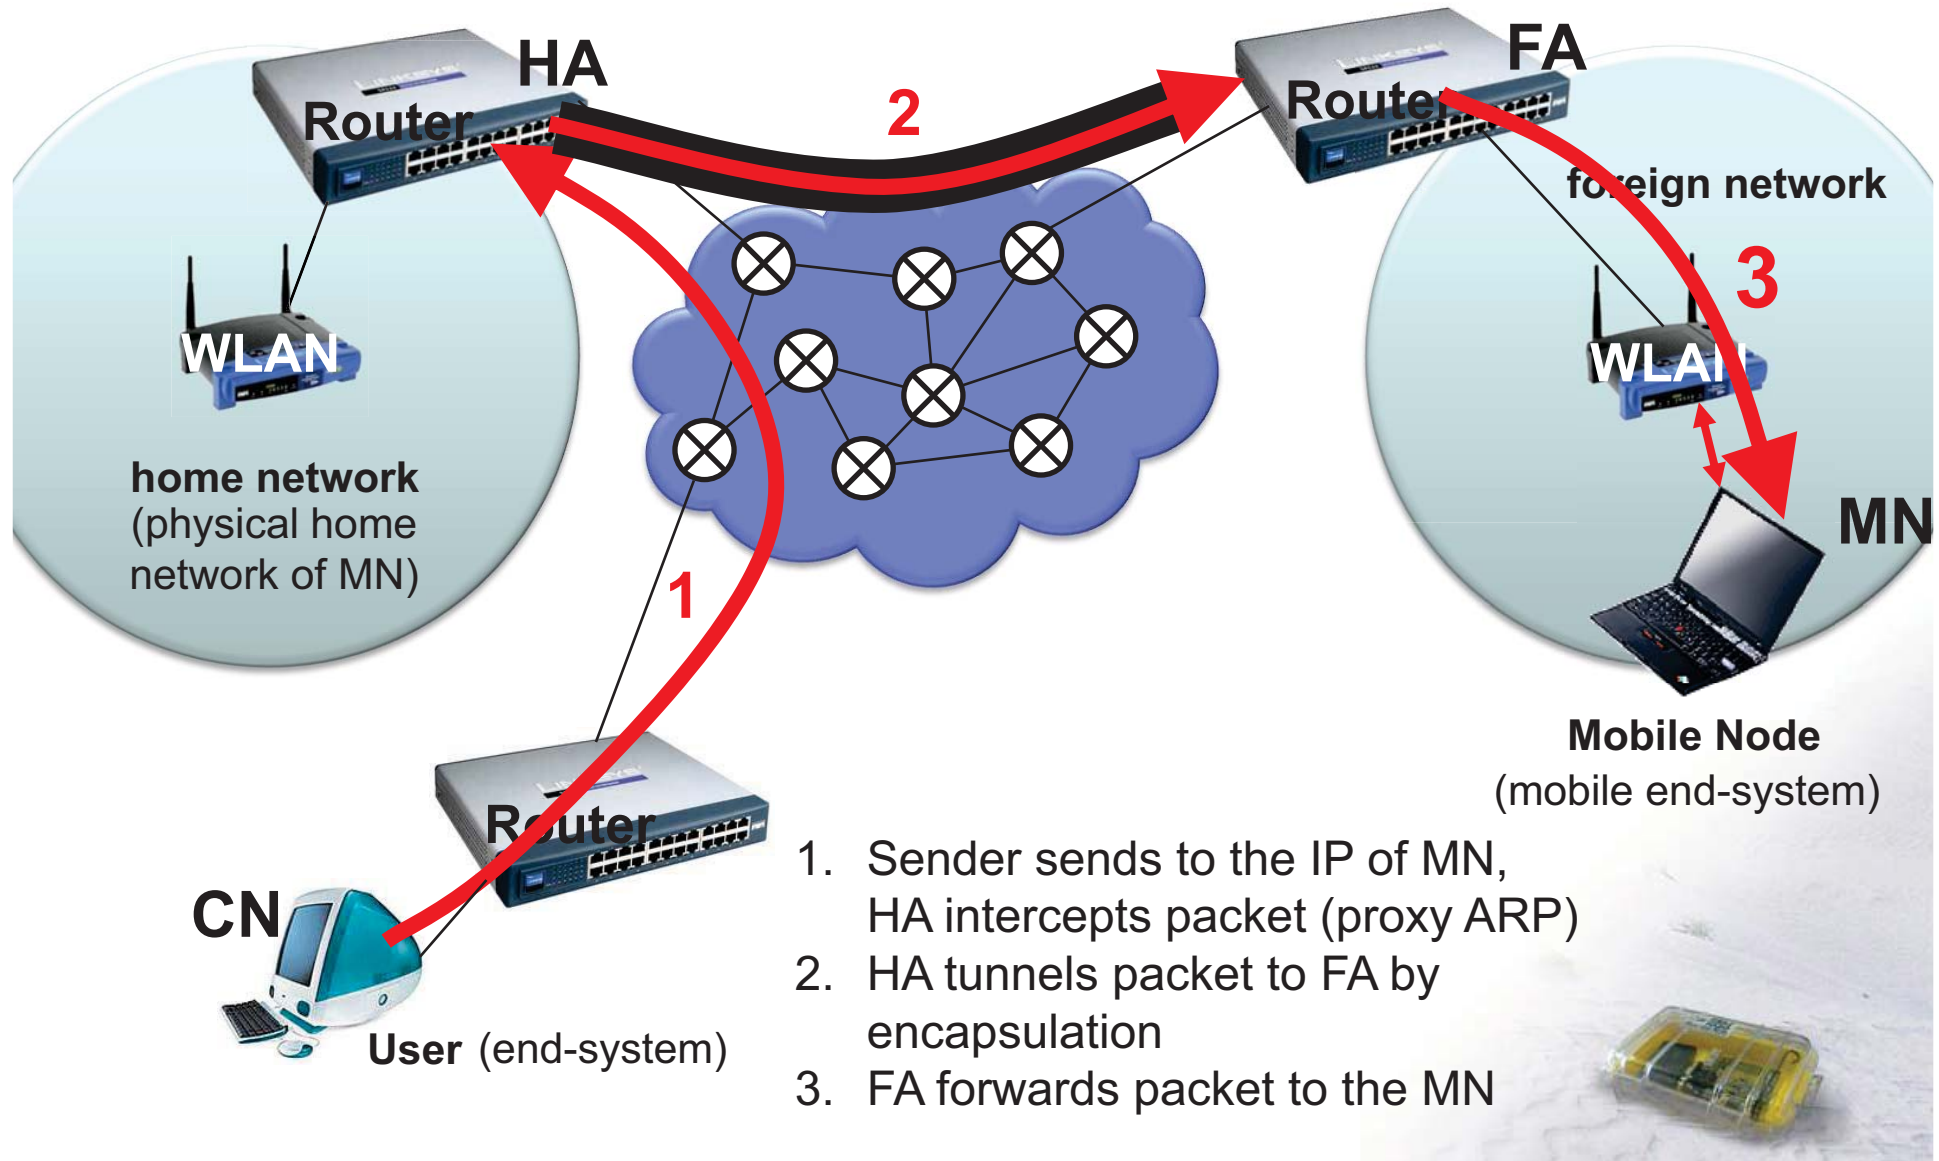 HA
Router
LINKSYS
2
FA
Router
LINKSYS
foreign network
WLAN
3
WLAN
home network
(physical home
network of MN)
1
MN
Mobile Node
(mobile end-system)
LINKSYS
Router
CN
User (end-system)
1. Sender sends to the IP of MN,
HA intercepts packet (proxy ARP)
2. HA tunnels packet to FA by
encapsulation
3. FA forwards packet to the MN